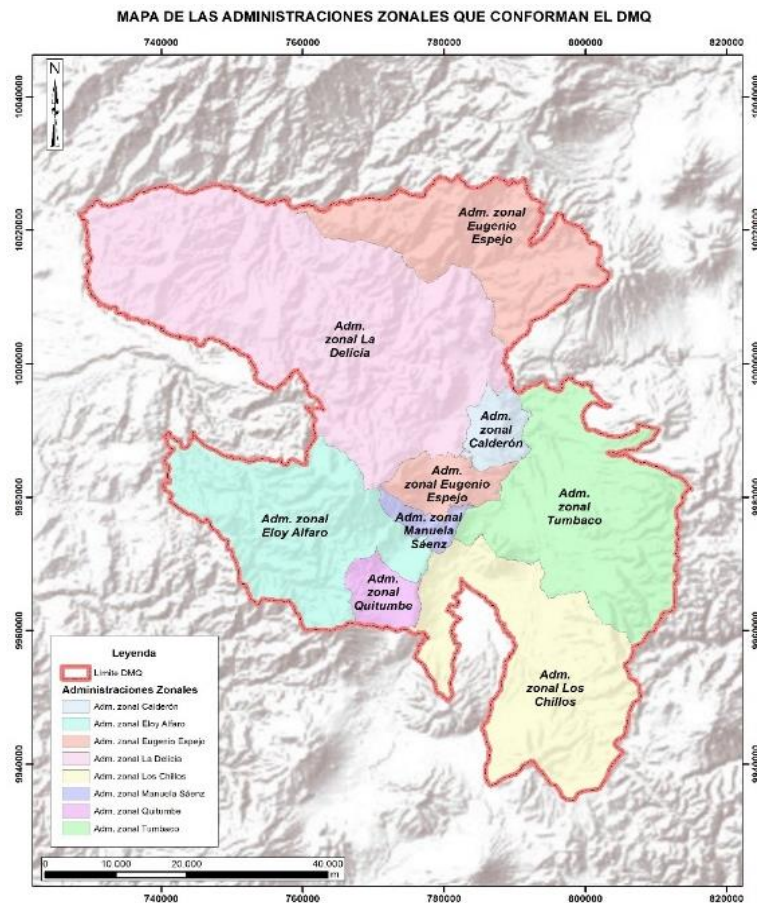 MAPA DE LAS ADMINISTRACIONES ZONALES QUE CONFORMAN EL DMQ
740000 760000 780000 800000 820000
N
10040000 10040000
Adm. zonal
Eugenio
Espejo
10020000 10020000
Adm.
zonal La
Delicia
10000000 10000000
Adm.
zonal
Calderón
Adm.
zonal Eugenio
Espejo
9980000 9980000
Adm.
zonal
Tumbaco
Adm. zonal
Eloy Alfaro
Adm. zonal
Manuela
Sáenz
Adm.
zonal
Quitumbe
9960000 9960000
Adm.
zonal Los
Chillos
9940000 9940000
Leyenda
Límite DMQ
Administraciones Zonales
Adm. zonal Calderón
Adm. zonal Eloy Alfaro
Adm. zonal Eugenio Espejo
Adm. zonal La Delicia
Adm. zonal Los Chillos
Adm. zonal Manuela Sáenz
Adm. zonal Quitumbe
Adm. zonal Tumbaco
0 10.000 20.000 40.000
m
740000 760000 780000 800000 820000